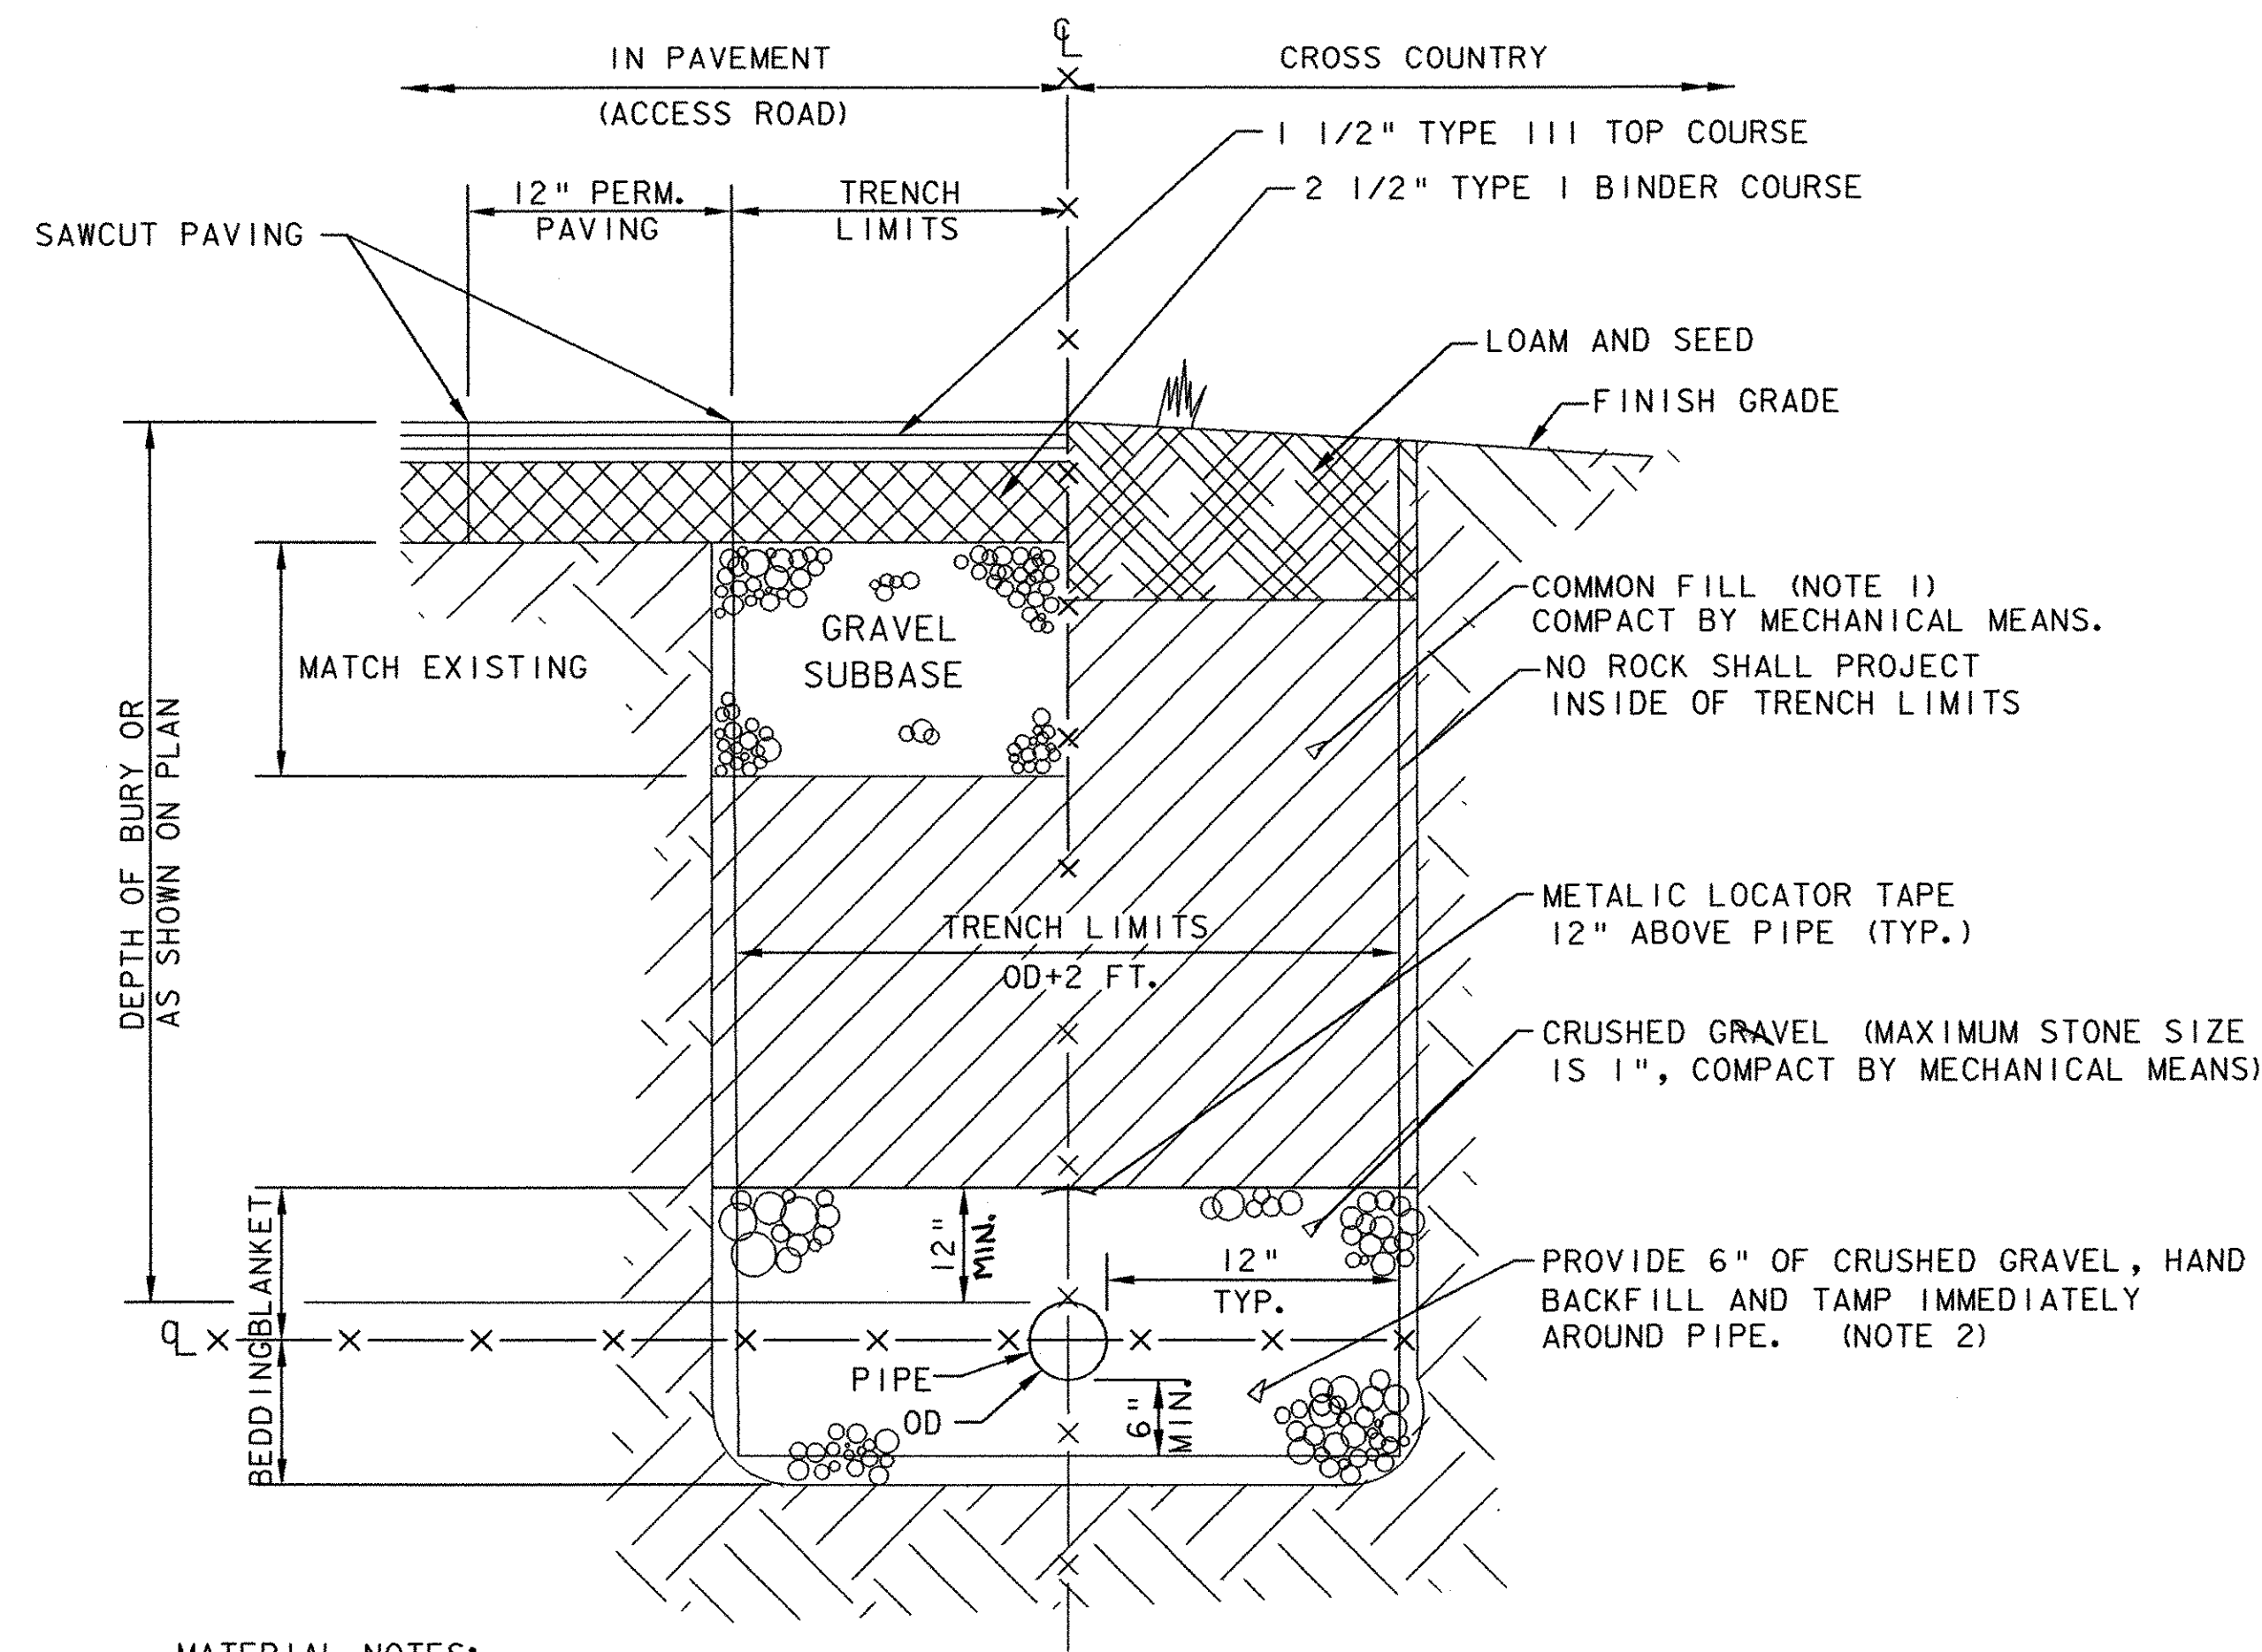 ℄
IN PAVEMENT
(ACCESS ROAD)
CROSS COUNTRY
1 1/2" TYPE III TOP COURSE
2 1/2" TYPE I BINDER COURSE
12" PERM.
PAVING
TRENCH
LIMITS
SAWCUT PAVING
LOAM AND SEED
FINISH GRADE
COMMON FILL (NOTE 1)
COMPACT BY MECHANICAL MEANS.
NO ROCK SHALL PROJECT
INSIDE OF TRENCH LIMITS
GRAVEL
SUBBASE
MATCH EXISTING
DEPTH OF BURY OR
AS SHOWN ON PLAN
METALIC LOCATOR TAPE
12" ABOVE PIPE (TYP.)
TRENCH LIMITS
OD+2 FT.
CRUSHED GRAVEL (MAXIMUM STONE SIZE
IS 1", COMPACT BY MECHANICAL MEANS)
BLANKET
12"
MIN.
12"
TYP.
PROVIDE 6" OF CRUSHED GRAVEL, HAND
BACKFILL AND TAMP IMMEDIATELY
AROUND PIPE. (NOTE 2)
℄
BEDDING
PIPE
OD
6"
MIN.
MATERIAL NOTES: